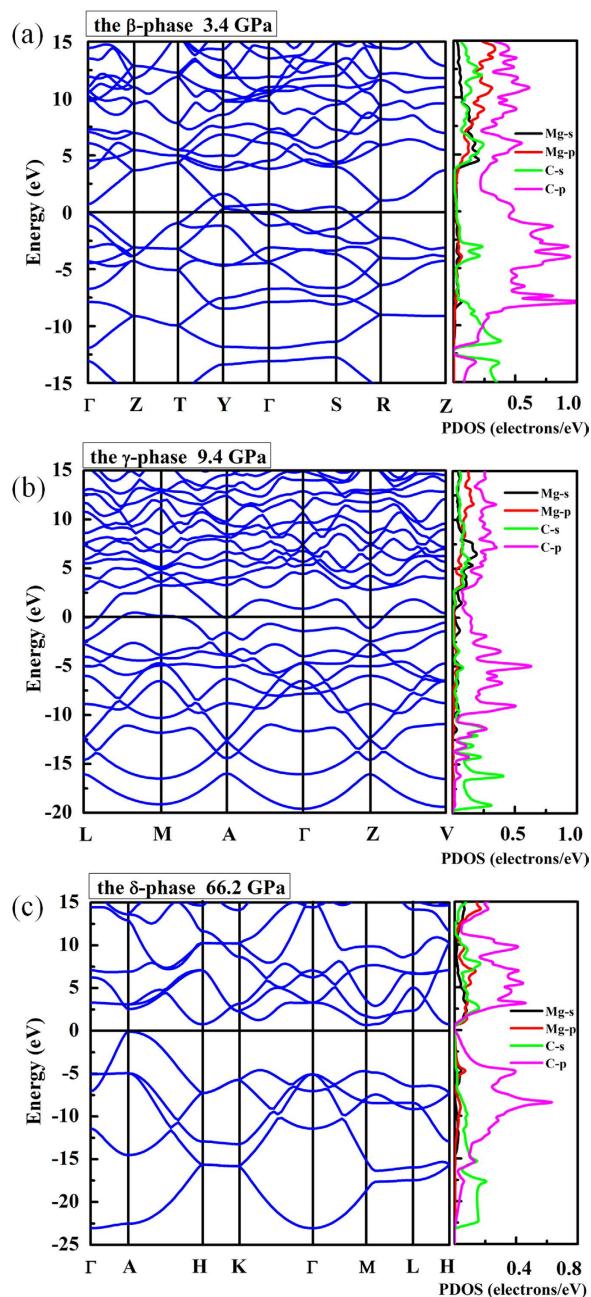 (a)
the β-phase 3.4 GPa
15
10
5
0
-5
-10
-15
Energy (eV)
Γ Z T Y Γ S R Z
Mg-s
Mg-p
C-s
C-p
0.5 1.0
PDOS (electrons/eV)
(b)
the γ-phase 9.4 GPa
15
10
5
0
-5
-10
-15
-20
Energy (eV)
L M A Γ Z V
Mg-s
Mg-p
C-s
C-p
0.5 1.0
PDOS (electrons/eV)
(c)
the δ-phase 66.2 GPa
15
10
5
0
-5
-10
-15
-20
-25
Energy (eV)
Γ A H K Γ M L H
Mg-s
Mg-p
C-s
C-p
0.4 0.8
PDOS (electrons/eV)